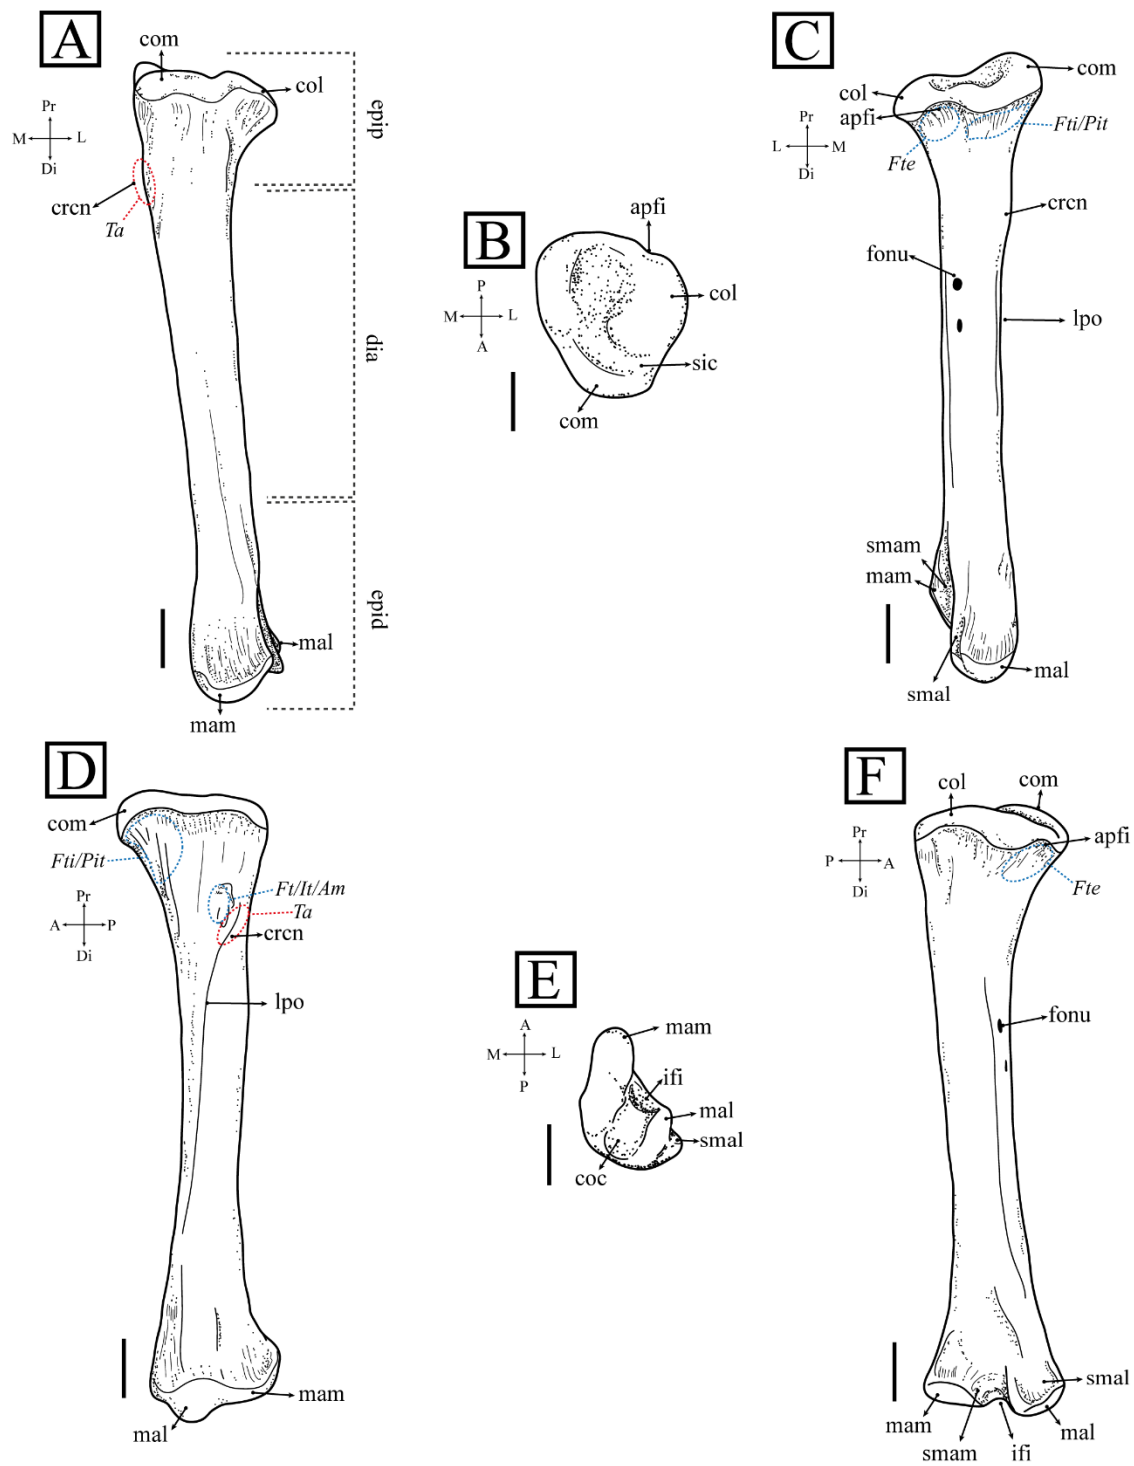 A
com
col
Pr
M L
Di
crcn
Ta
epip
dia
epid
mal
mam
B
apfi
P
M L
A
col
sic
com
C
com
col
apfi
Fti/Pit
Pr
L M
Di
Fte
crcn
fonu
lpo
smam
mam
smal
mal
D
com
Fti/Pit
Ft/It/Am
Ta
crcn
Pr
A P
Di
lpo
mam
mal
E
A
M L
P
mam
ifi
mal
smal
coc
F
col
com
apfi
Pr
P A
Di
Fte
fonu
smal
mam
smam
ifi
mal